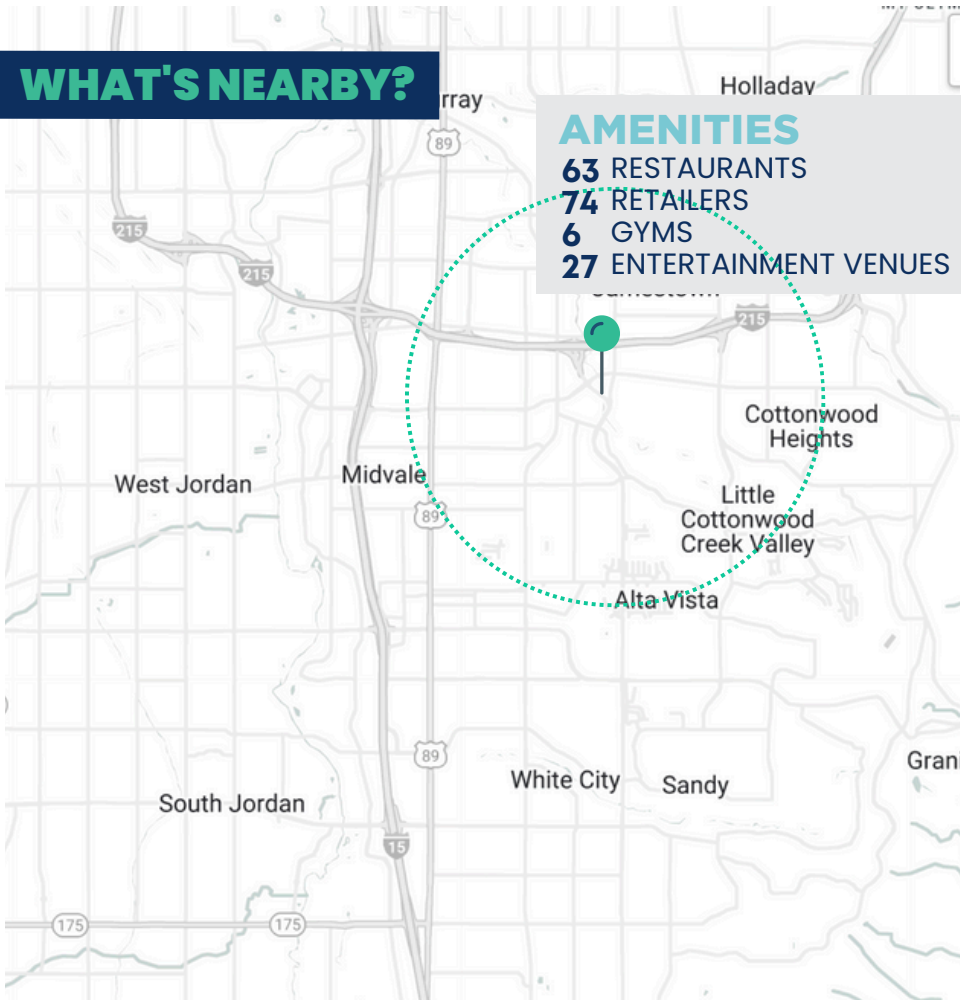 WHAT'S NEARBY?
rray
Holladay
AMENITIES
63 RESTAURANTS
74 RETAILERS
6 GYMS
27 ENTERTAINMENT VENUES
89
215
215
215
Cottonwood
Heights
Midvale
West Jordan
89
Little
Cottonwood
Creek Valley
Alta Vista
89
White City
Sandy
Grani
South Jordan
15
175
175